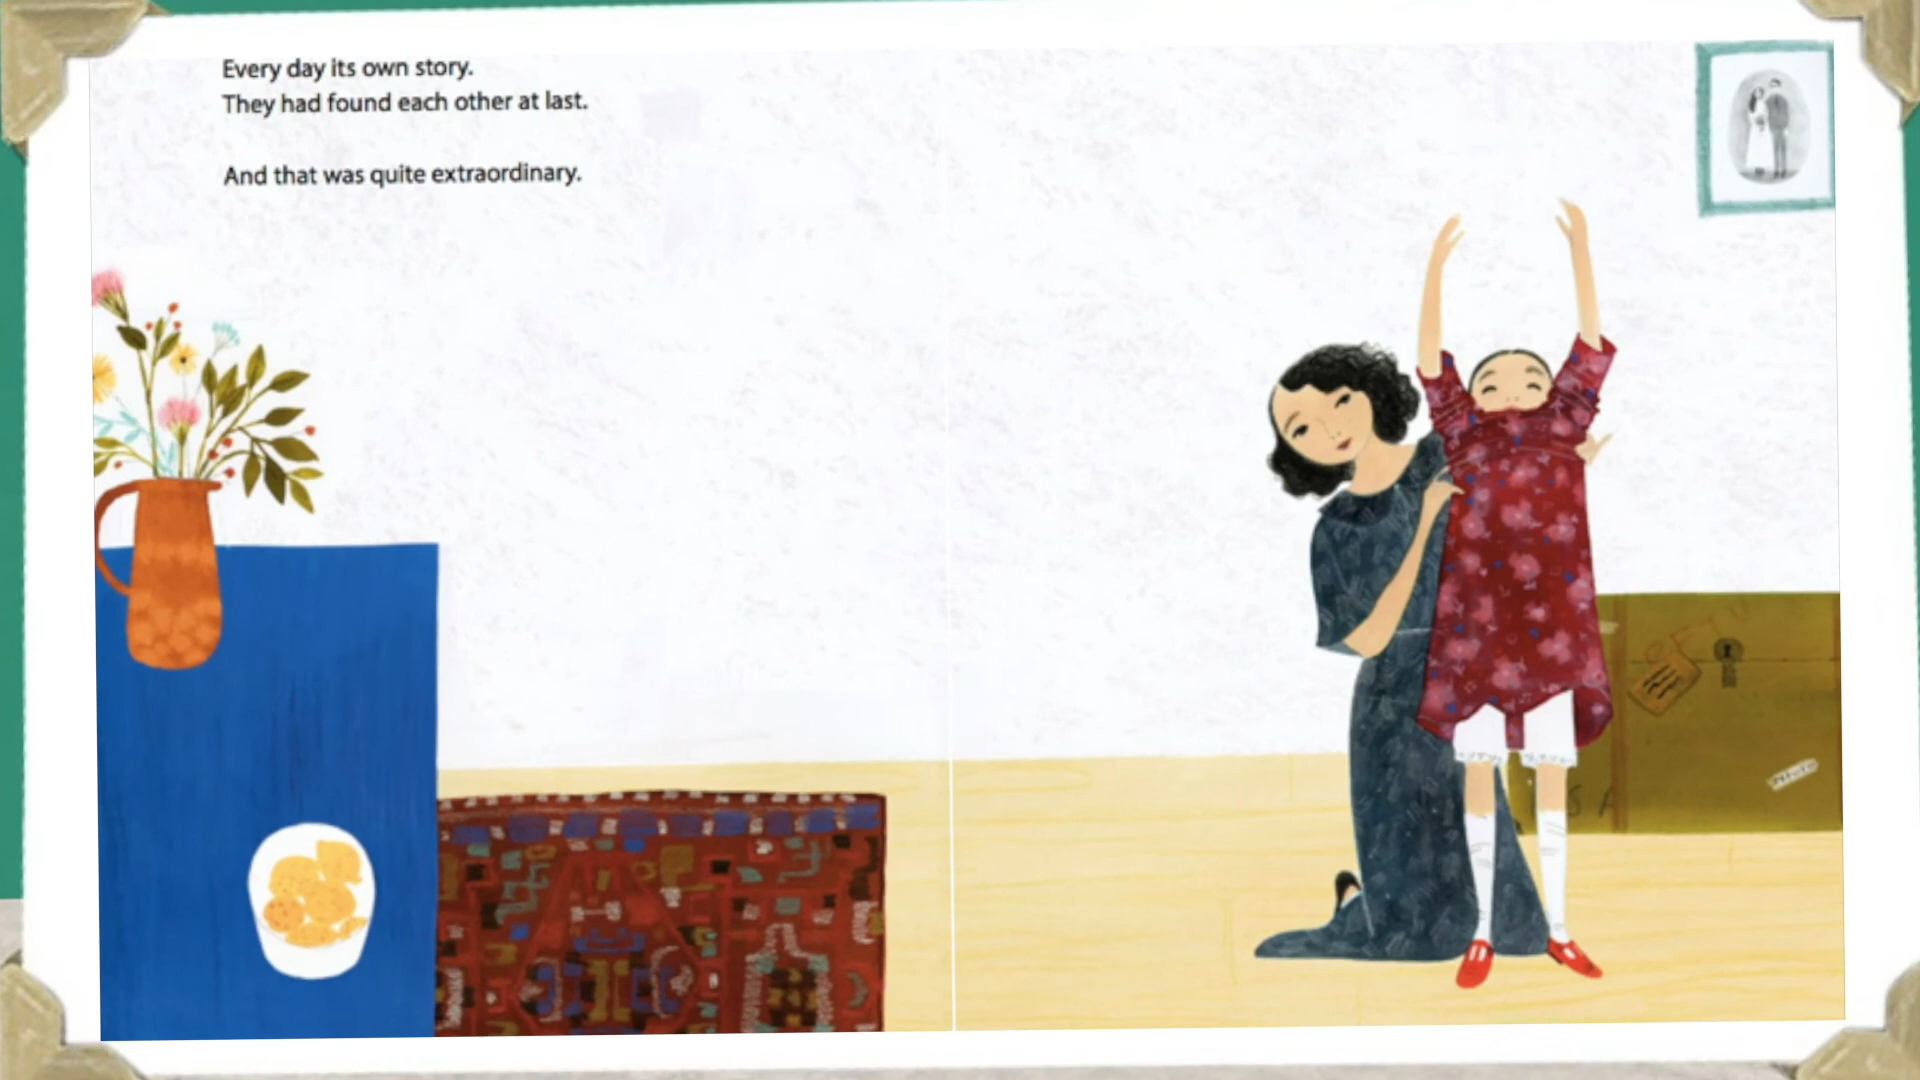 Every day its own story.
They had found each other at last.
And that was quite extraordinary.